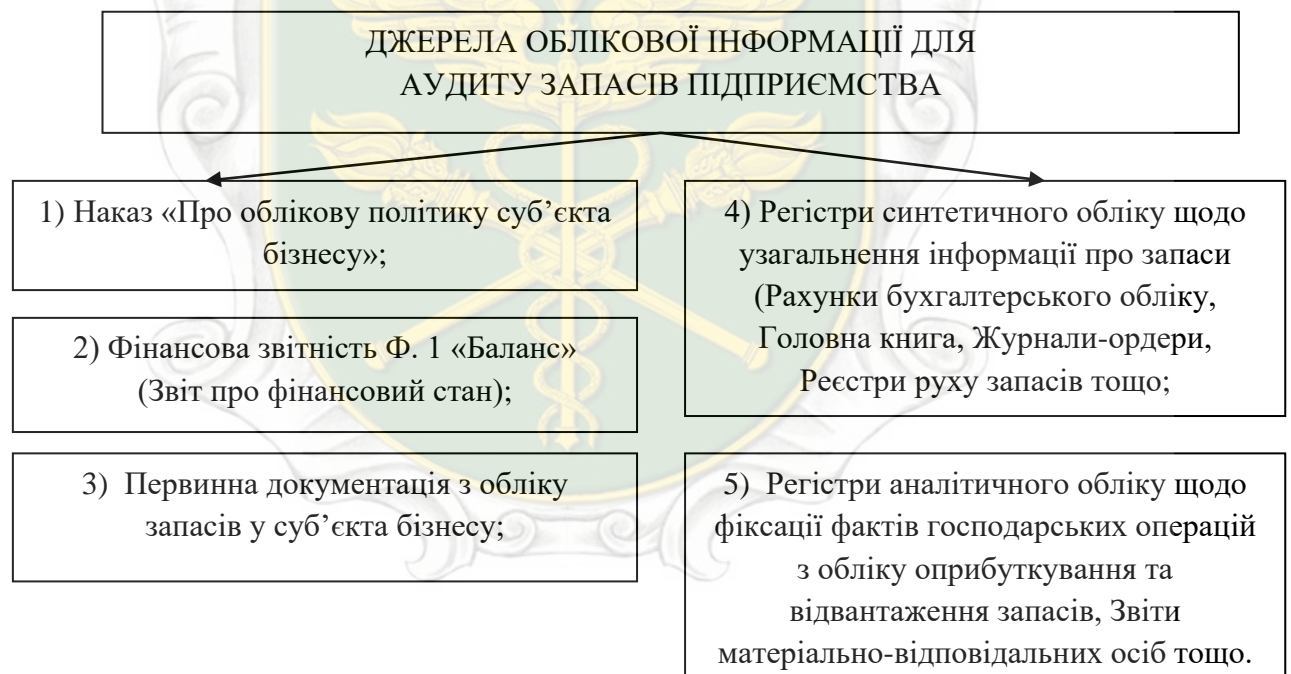 ДЖЕРЕЛА ОБЛІКОВОЇ ІНФОРМАЦІЇ ДЛЯ
АУДИТУ ЗАПАСІВ ПІДПРИЄМСТВА
1) Наказ «Про облікову політику суб’єкта
бізнесу»;
2) Фінансова звітність Ф. 1 «Баланс»
(Звіт про фінансовий стан);
3) Первинна документація з обліку
запасів у суб’єкта бізнесу;
4) Регістри синтетичного обліку щодо
узагальнення інформації про запаси
(Рахунки бухгалтерського обліку,
Головна книга, Журнали-ордери,
Реєстри руху запасів тощо;
5) Регістри аналітичного обліку щодо
фіксації фактів господарських операцій
з обліку оприбуткування та
відвантаження запасів, Звіти
матеріально-відповідальних осіб тощо.